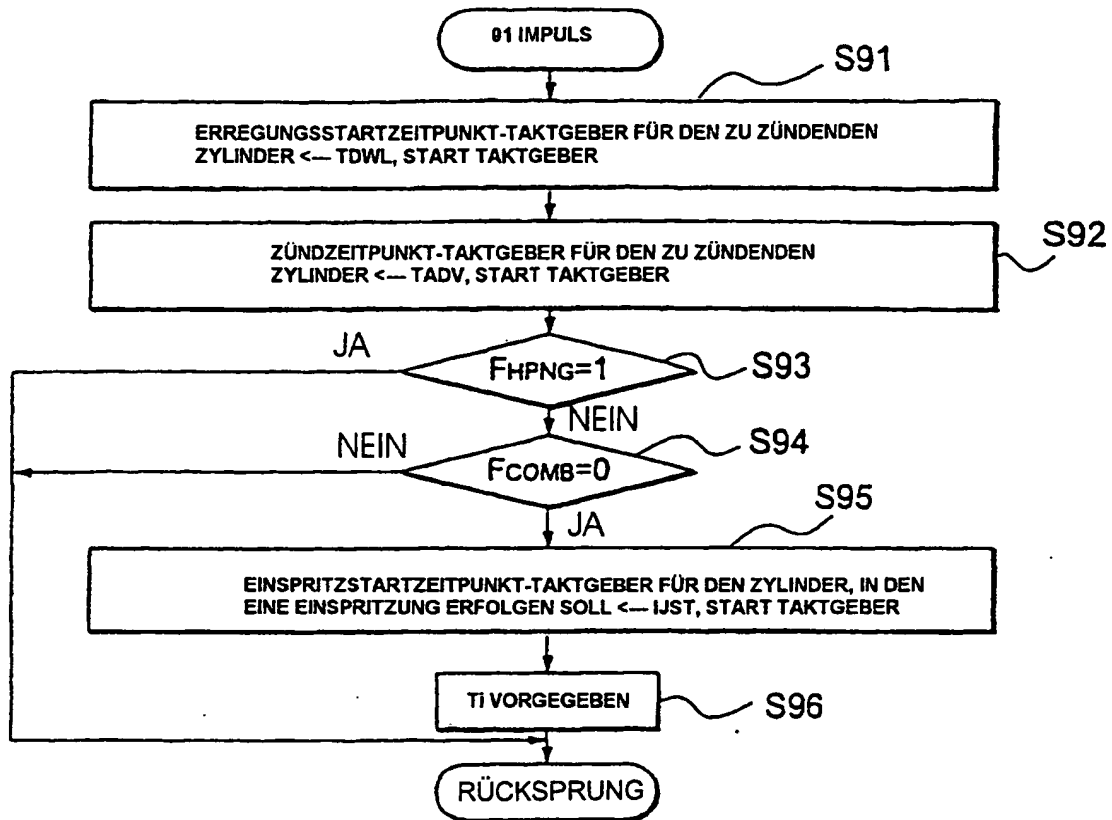 θ1 IMPULS
S91
ERREGUNGSSTARTZEITPUNKT-TAKTGEBER FÜR DEN ZU ZÜNDENDEN
ZYLINDER <— TDWL, START TAKTGEBER
S92
ZÜNDZEITPUNKT-TAKTGEBER FÜR DEN ZU ZÜNDENDEN
ZYLINDER <— TADV, START TAKTGEBER
JA
FHPNG=1
S93
NEIN
NEIN
FCOMB=0
S94
JA
S95
EINSPRITZSTARTZEITPUNKT-TAKTGEBER FÜR DEN ZYLINDER, IN DEN
EINE EINSPRITZUNG ERFOLGEN SOLL <— IJST, START TAKTGEBER
Ti VORGEGEBEN
S96
RÜCKSPRUNG